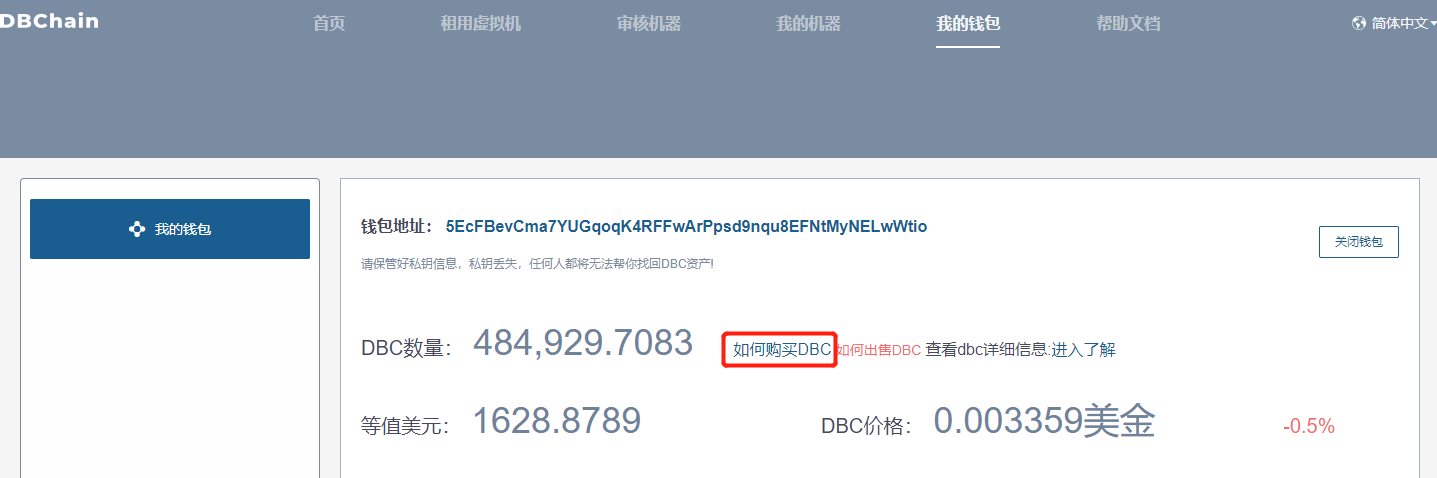 DBChain 首页 租用虚拟机 审核机器 我的机器 我的钱包 帮助文档 简体中文
我的钱包
钱包地址： 5EcFBevCma7YUGqoqK4RFFwArPpsd9nqu8EFNtMyNELwWtio
关闭钱包
请保管好私钥信息，私钥丢失，任何人都将无法帮你找回DBC资产!
DBC数量： 484,929.7083 如何购买DBC 如何出售DBC 查看dbc详细信息:进入了解
等值美元： 1628.8789 DBC价格： 0.003359美金 -0.5%